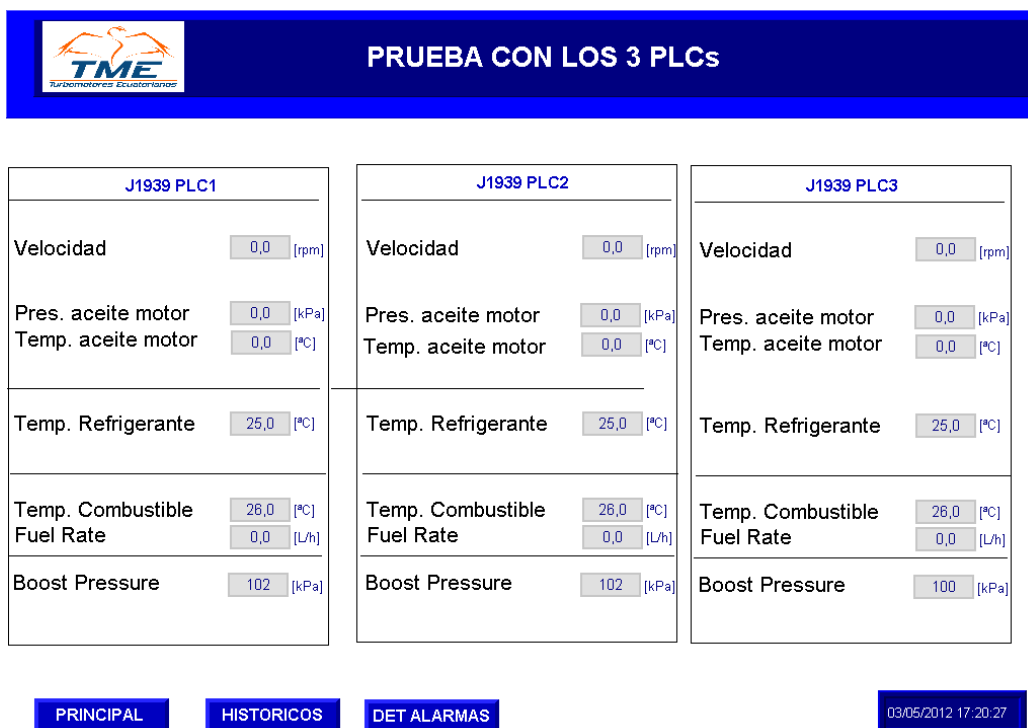 TME
Turbomotores Ecuatorianos
PRUEBA CON LOS 3 PLCs
J1939 PLC1
Velocidad 0,0 [rpm]
Pres. aceite motor 0,0 [kPa]
Temp. aceite motor 0,0 [ªC]
Temp. Refrigerante 25,0 [ªC]
Temp. Combustible 26,0 [ªC]
Fuel Rate 0,0 [L/h]
Boost Pressure 102 [kPa]
J1939 PLC2
Velocidad 0,0 [rpm]
Pres. aceite motor 0,0 [kPa]
Temp. aceite motor 0,0 [ªC]
Temp. Refrigerante 25,0 [ªC]
Temp. Combustible 26,0 [ªC]
Fuel Rate 0,0 [L/h]
Boost Pressure 102 [kPa]
J1939 PLC3
Velocidad 0,0 [rpm]
Pres. aceite motor 0,0 [kPa]
Temp. aceite motor 0,0 [ªC]
Temp. Refrigerante 25,0 [ªC]
Temp. Combustible 26,0 [ªC]
Fuel Rate 0,0 [L/h]
Boost Pressure 100 [kPa]
PRINCIPAL HISTORICOS DET ALARMAS 03/05/2012 17:20:27